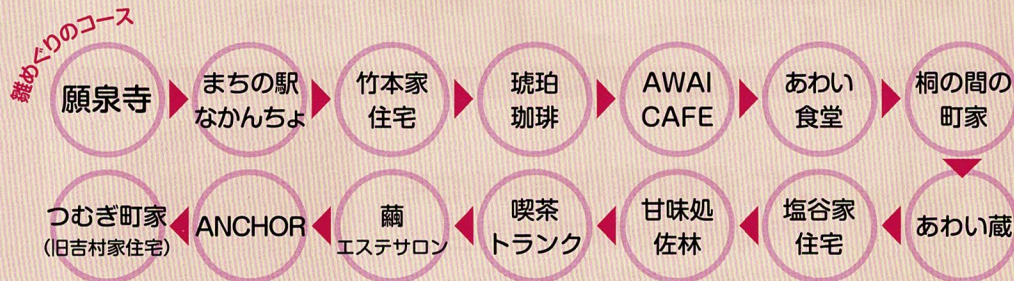 雛めぐりのコース
願泉寺
まちの駅
なかんちょ
竹本家
住宅
琥珀
珈琲
AWAI
CAFE
あわい
食堂
桐の間の
町家
あわい蔵
塩谷家
住宅
甘味処
佐林
喫茶
トランク
繭
エステサロン
ANCHOR
つむぎ町家
(旧吉村家住宅)